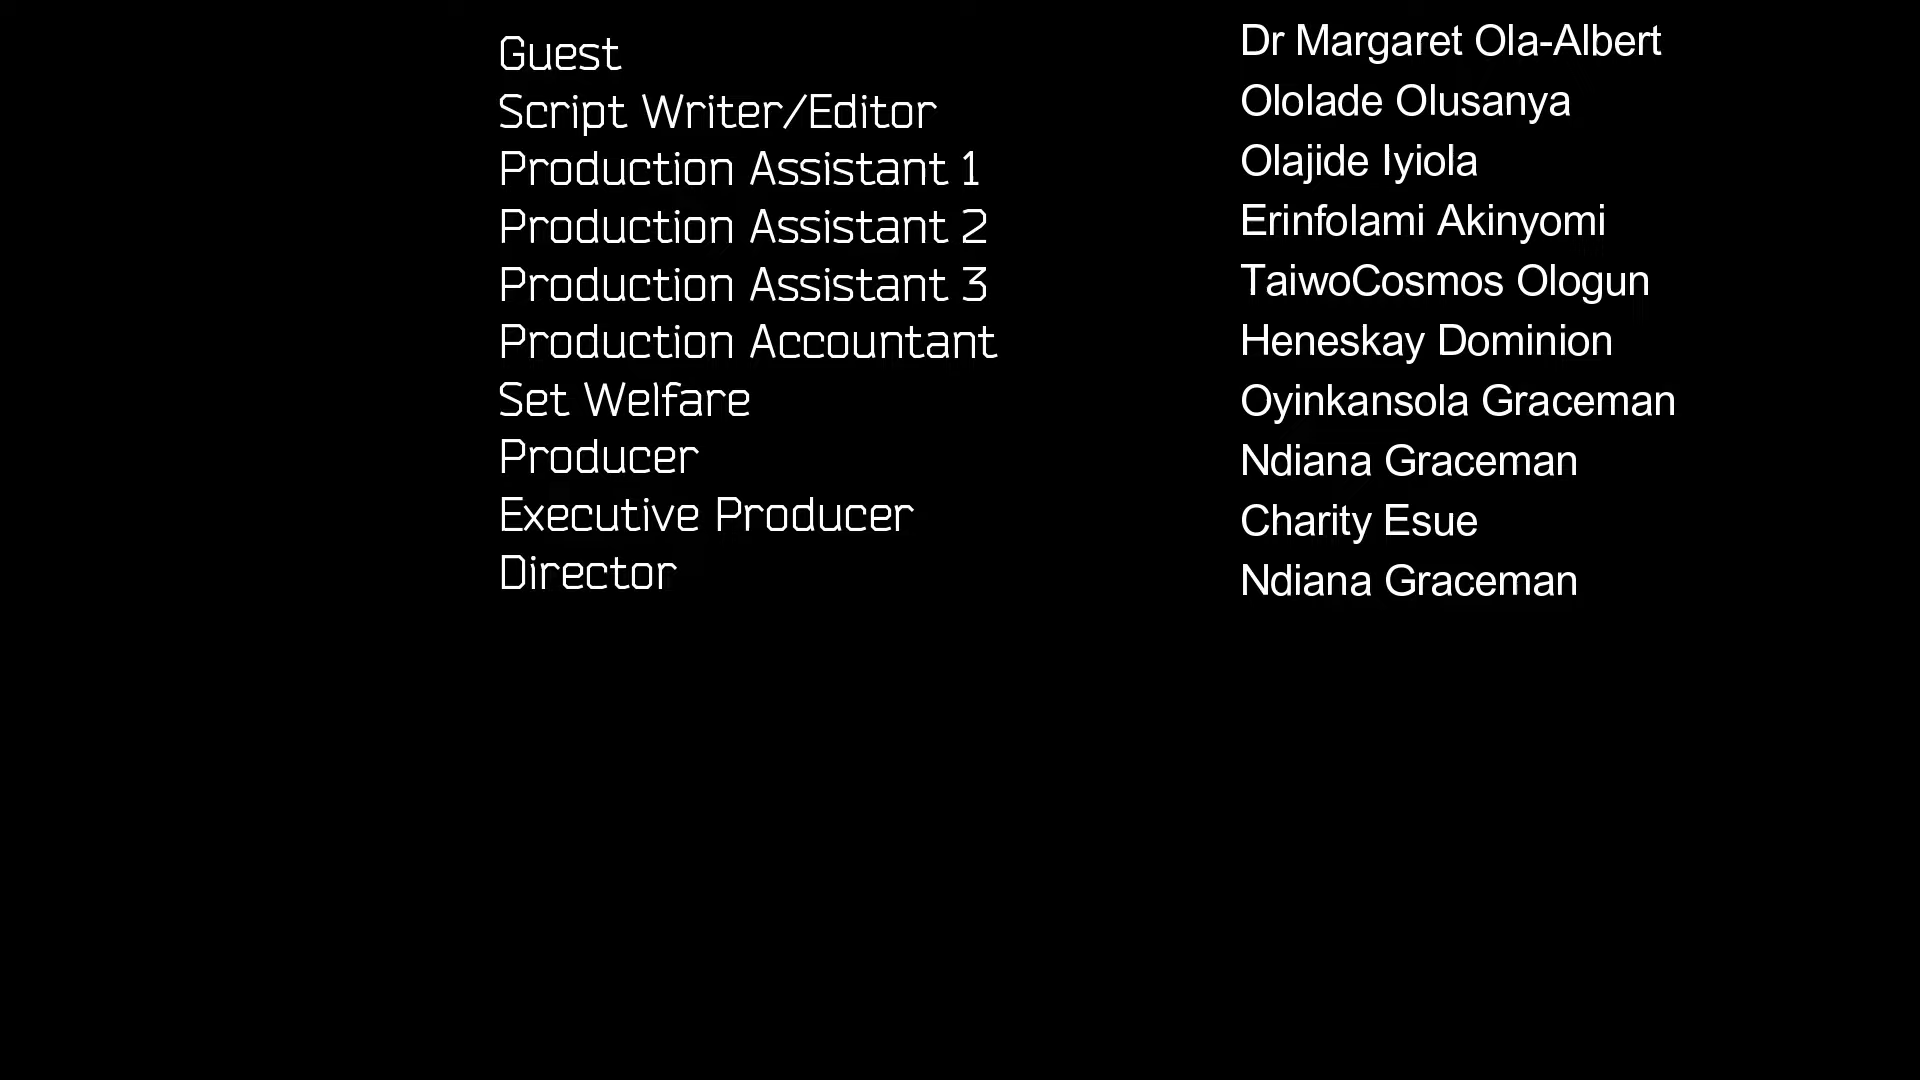 Guest Dr Margaret Ola-Albert
Script Writer/Editor Ololade Olusanya
Production Assistant 1 Olajide Iyiola
Production Assistant 2 Erinfolami Akinyomi
Production Assistant 3 TaiwoCosmos Ologun
Production Accountant Heneskay Dominion
Set Welfare Oyinkansola Graceman
Producer Ndiana Graceman
Executive Producer Charity Esue
Director Ndiana Graceman